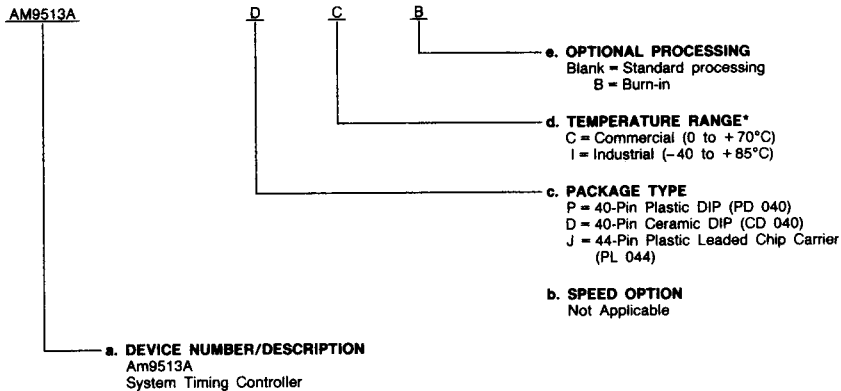 AM9513A D C B
e. OPTIONAL PROCESSING
Blank = Standard processing
B = Burn-in
d. TEMPERATURE RANGE*
C = Commercial (0 to +70°C)
I = Industrial (−40 to +85°C)
c. PACKAGE TYPE
P = 40-Pin Plastic DIP (PD 040)
D = 40-Pin Ceramic DIP (CD 040)
J = 44-Pin Plastic Leaded Chip Carrier
(PL 044)
b. SPEED OPTION
Not Applicable
a. DEVICE NUMBER/DESCRIPTION
Am9513A
System Timing Controller